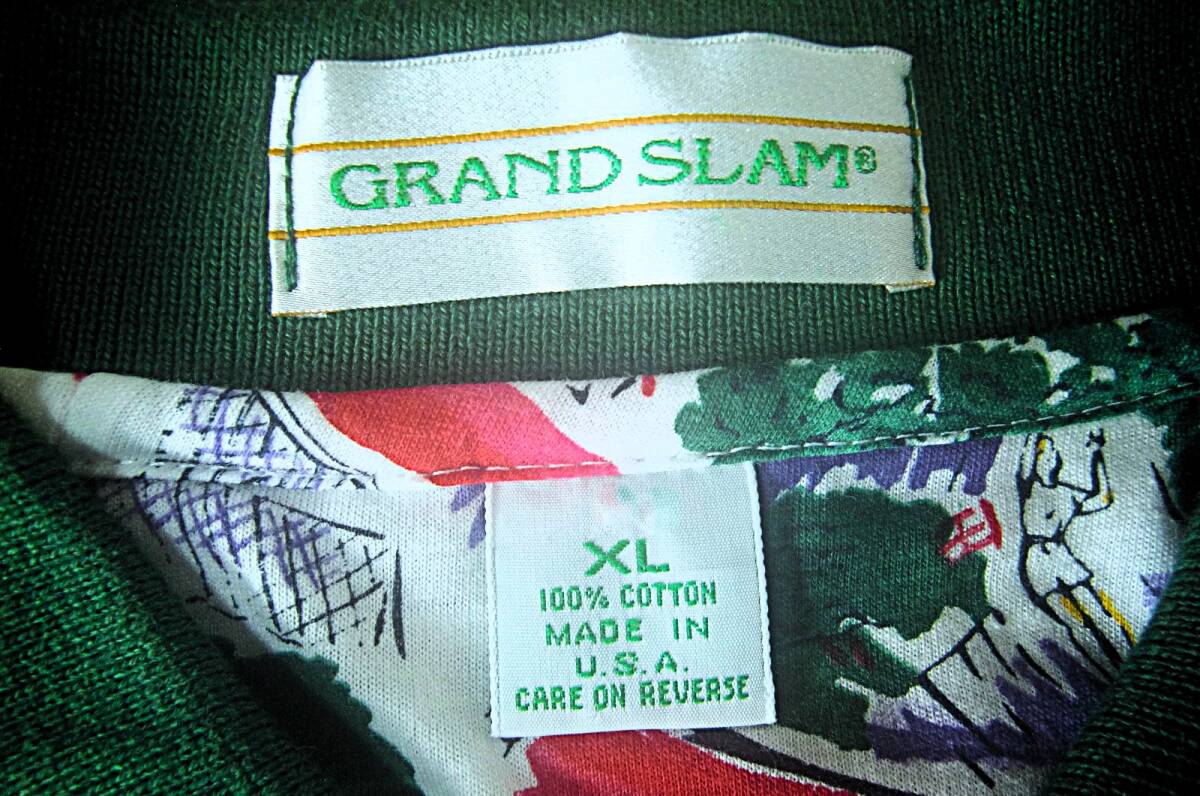 GRAND SLAM®
XL
100% COTTON
MADE IN
U.S.A.
CARE ON REVERSE